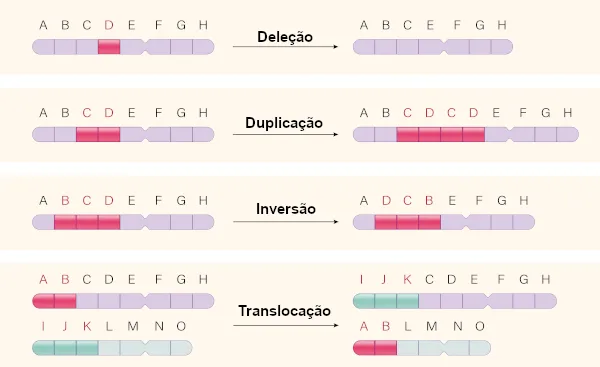 A B C D E F G H
Deleção
A B C E F G H
A B C D E F G H
Duplicação
A B C D C D E F G H
A B C D E F G H
Inversão
A D C B E F G H
A B C D E F G H
I J K L M N O
Translocação
I J K C D E F G H
A B L M N O